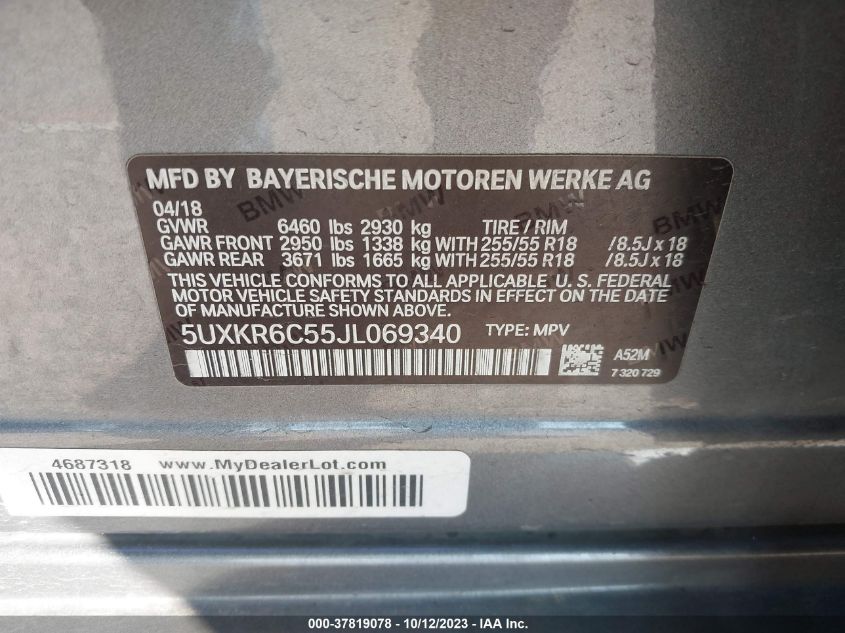 MFD BY BAYERISCHE MOTOREN WERKE AG
04/18
GVWR 6460 lbs 2930 kg TIRE / RIM
GAWR FRONT 2950 lbs 1338 kg WITH 255/55 R18 /8.5J x 18
GAWR REAR 3671 lbs 1665 kg WITH 255/55 R18 /8.5J x 18
THIS VEHICLE CONFORMS TO ALL APPLICABLE U. S. FEDERAL
MOTOR VEHICLE SAFETY STANDARDS IN EFFECT ON THE DATE
OF MANUFACTURE SHOWN ABOVE.
5UXKR6C55JL069340 TYPE: MPV
A52M
7 320 729
4687318 www.MyDealerLot.com
000-37819078 - 10/12/2023 - IAA Inc.